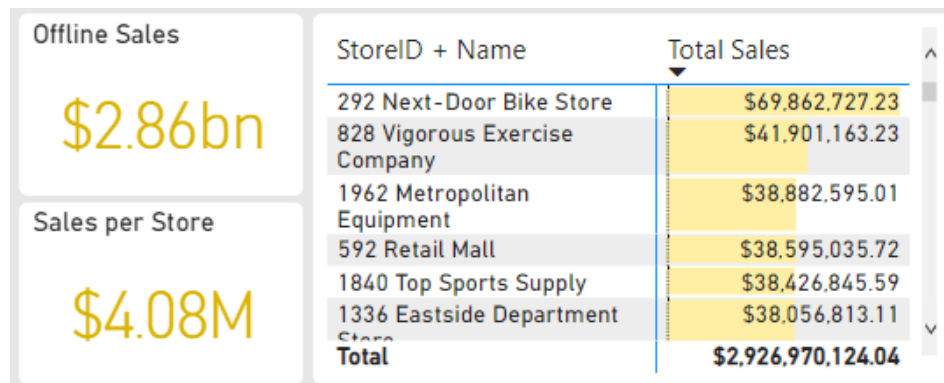 Offline Sales
$2.86bn
Sales per Store
$4.08M
StoreID + Name Total Sales
292 Next-Door Bike Store $69,862,727.23
828 Vigorous Exercise $41,901,163.23
Company
1962 Metropolitan $38,882,595.01
Equipment
592 Retail Mall $38,595,035.72
1840 Top Sports Supply $38,426,845.59
1336 Eastside Department $38,056,813.11
Store
Total $2,926,970,124.04